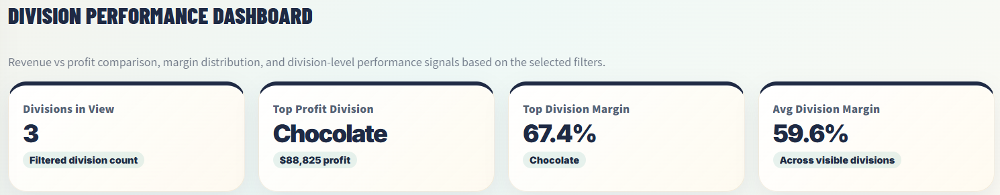 DIVISION PERFORMANCE DASHBOARD
Revenue vs profit comparison, margin distribution, and division-level performance signals based on the selected filters.
Divisions in View
3
Filtered division count
Top Profit Division
Chocolate
$88,825 profit
Top Division Margin
67.4%
Chocolate
Avg Division Margin
59.6%
Across visible divisions